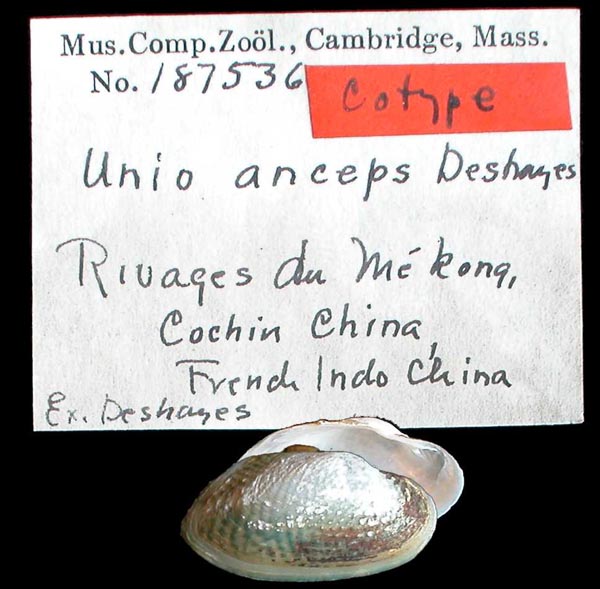 Mus.Comp.Zoöl., Cambridge, Mass.
No. 187536
Cotype
Unio anceps Deshayes
Rivages du Mékong,
Cochin China,
French Indo China
Ex. Deshayes